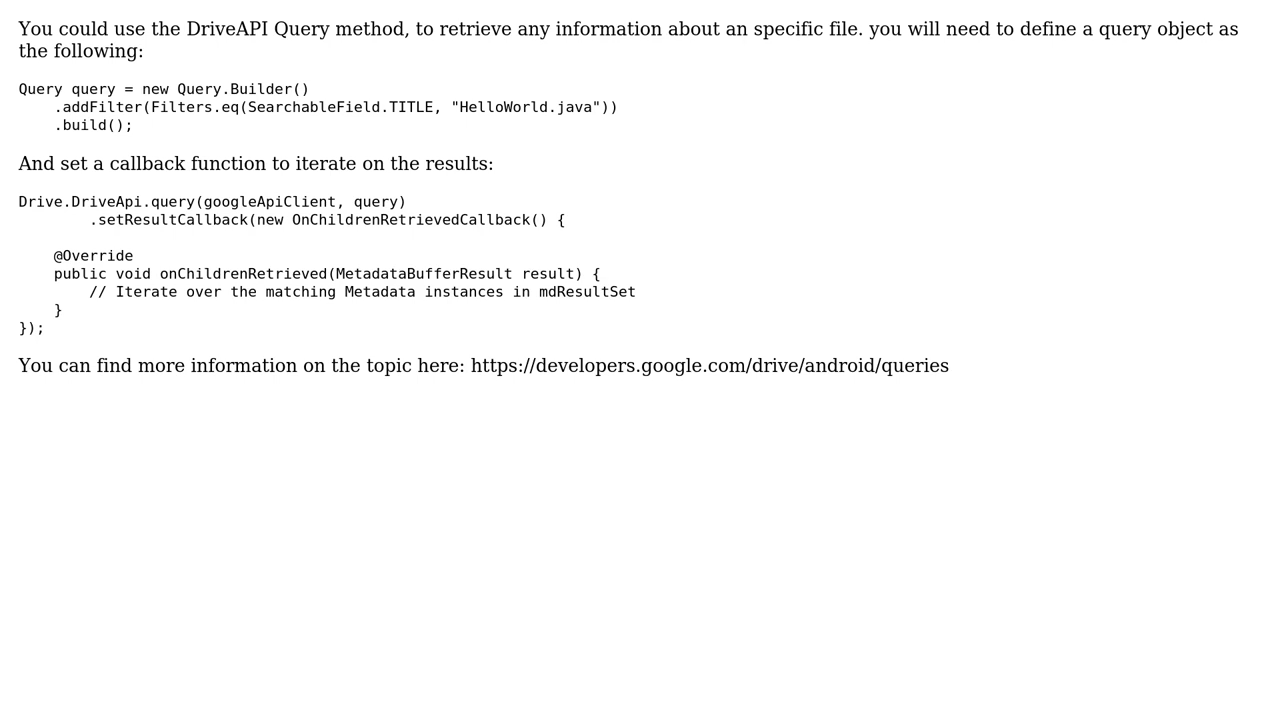 You could use the DriveAPI Query method, to retrieve any information about an specific file. you will need to define a query object as
the following:
Query query = new Query.Builder()
    .addFilter(Filters.eq(SearchableField.TITLE, "HelloWorld.java"))
    .build();
And set a callback function to iterate on the results:
Drive.DriveApi.query(googleApiClient, query)
        .setResultCallback(new OnChildrenRetrievedCallback() {
    @Override
    public void onChildrenRetrieved(MetadataBufferResult result) {
        // Iterate over the matching Metadata instances in mdResultSet
    }
});
You can find more information on the topic here: https://developers.google.com/drive/android/queries